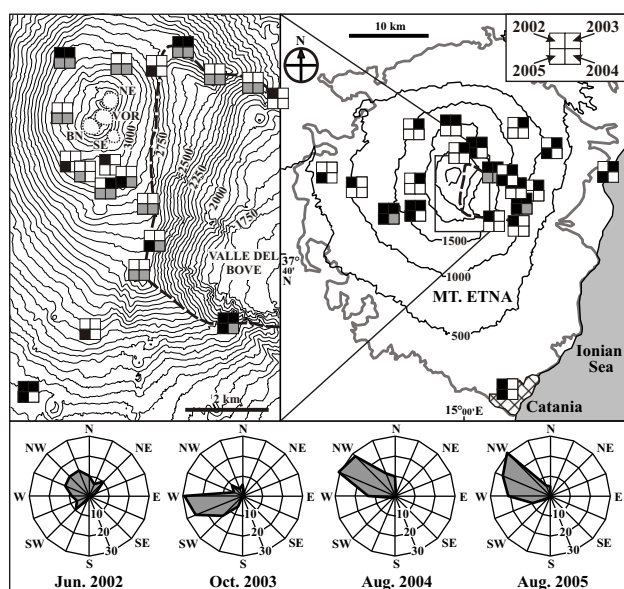 NE
VOR
BN
SE
3000
2750
2500
2250
2000
1750
VALLE DEL
BOVE
2 km
10 km
N
2002
2003
2005
2004
37°
40'
N
1500
1000
MT. ETNA
500
Ionian
Sea
15°00'E
Catania
N
NW
NE
W
E
SW
SE
S
10
20
30
Jun. 2002
N
NW
NE
W
E
SW
SE
S
10
20
30
Oct. 2003
N
NW
NE
W
E
SW
SE
S
10
20
30
Aug. 2004
N
NW
NE
W
E
SW
SE
S
10
20
30
Aug. 2005